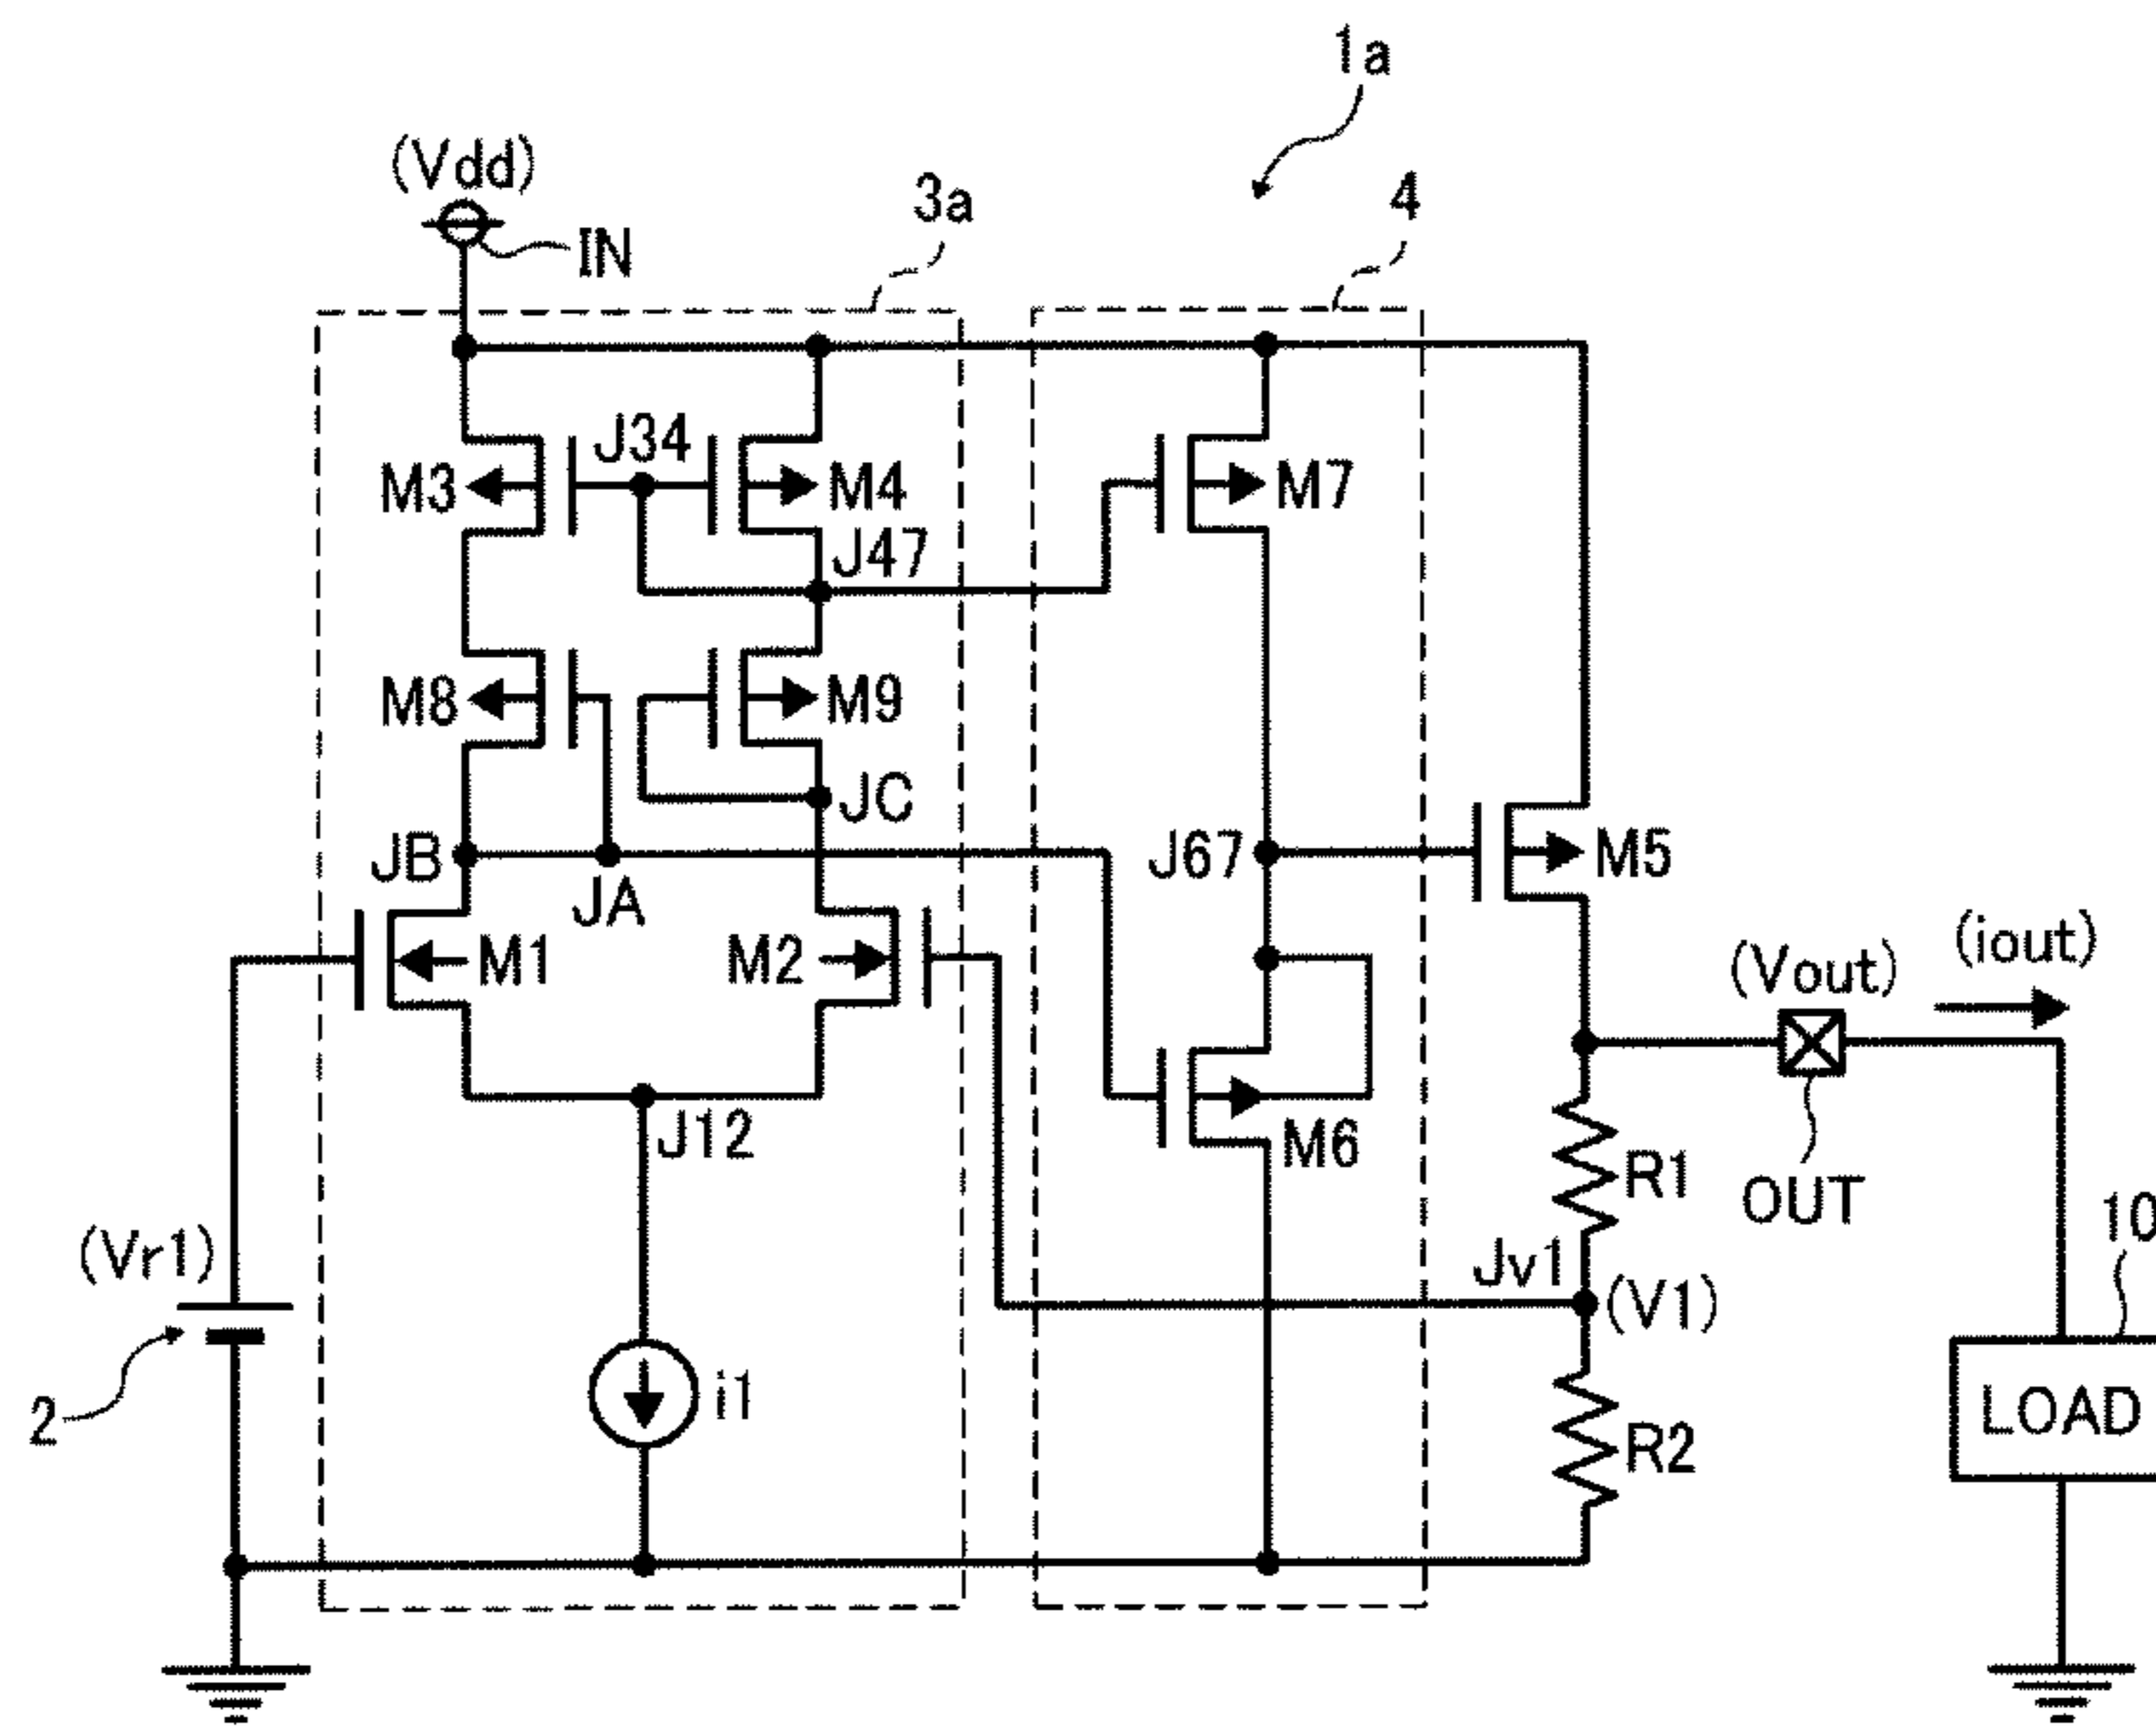 1a
(Vdd)
3a
4
IN
J34
M3
M4
M7
J47
M8
M9
JC
JB
J67
M5
JA
M1
M2
(Vout)
(iout)
J12
M6
R1
OUT
10
(Vr1)
Jv1
(V1)
i1
2
LOAD
R2